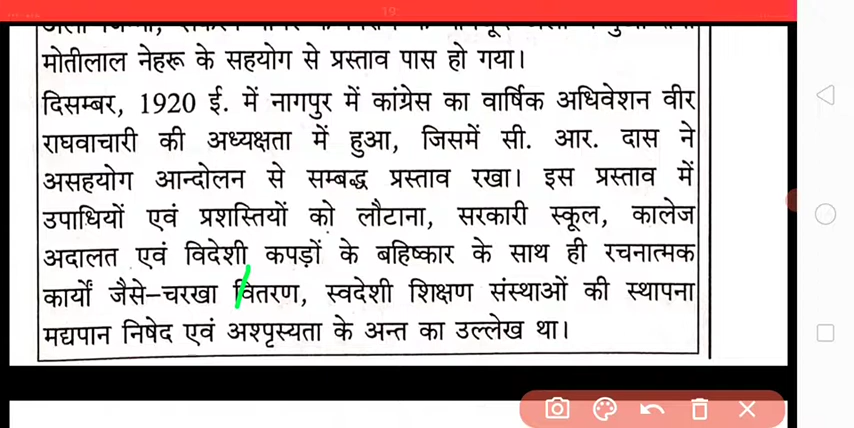 मोतीलाल नेहरू के सहयोग से प्रस्ताव पास हो गया।
दिसम्बर, 1920 ई. में नागपुर में कांग्रेस का वार्षिक अधिवेशन वीर
राघवाचारी की अध्यक्षता में हुआ, जिसमें सी. आर. दास ने
असहयोग आन्दोलन से सम्बद्ध प्रस्ताव रखा। इस प्रस्ताव में
उपाधियों एवं प्रशस्तियों को लौटाना, सरकारी स्कूल, कालेज
अदालत एवं विदेशी कपड़ों के बहिष्कार के साथ ही रचनात्मक
कार्यों जैसे–चरखा वितरण, स्वदेशी शिक्षण संस्थाओं की स्थापना
मद्यपान निषेद एवं अश्पृस्यता के अन्त का उल्लेख था।